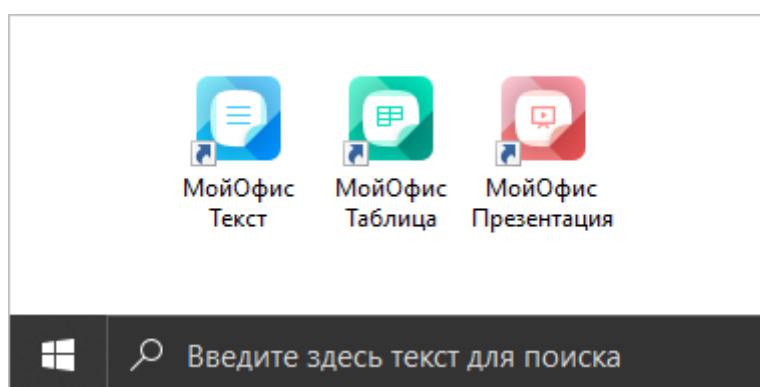 МойОфис МойОфис МойОфис
Текст Таблица Презентация
Введите здесь текст для поиска